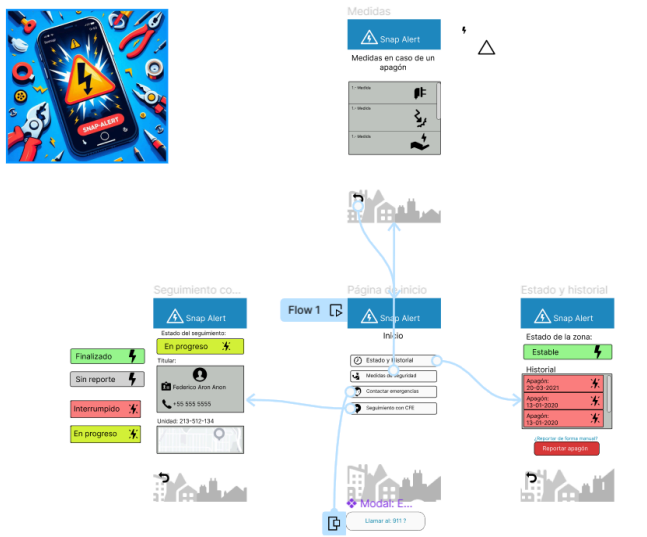 SNAP-ALERT
Medidas
Snap Alert
Medidas en caso de un
apagón
1.- Medida
1.- Medida
1.- Medida
Seguimiento co...
Snap Alert
Estado del seguimiento:
En progreso
Titular:
Federico Aron Anon
+55 555 5555
Unidad: 213-512-134
Finalizado
Sin reporte
Interrumpido
En progreso
Flow 1
Página de inicio
Snap Alert
Inicio
Estado y Historial
Medidas de seguridad
Contactar emergencias
Seguimiento con CFE
Modal: E...
Llamar al: 911 ?
Estado y historial
Snap Alert
Estado de la zona:
Estable
Historial
Apagón:
20-03-2021
Apagón:
13-01-2020
Apagón:
13-01-2020
¿Reportar de forma manual?
Reportar apagón